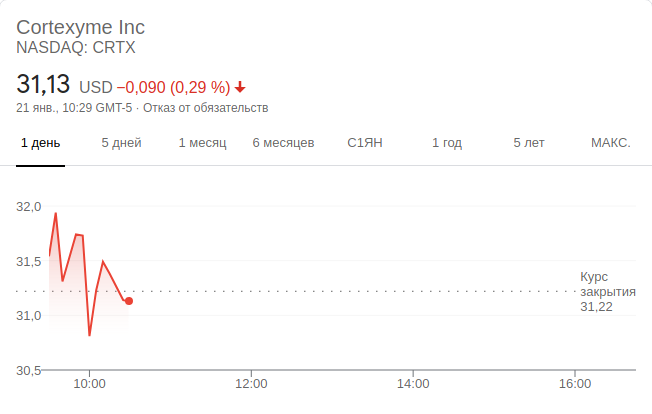 Cortexyme Inc
NASDAQ: CRTX
31,13 USD −0,090 (0,29 %)
21 янв., 10:29 GMT-5 · Отказ от обязательств
1 день 5 дней 1 месяц 6 месяцев С1ЯН 1 год 5 лет МАКС.
32,0
31,5
Курс
закрытия
31,22
31,0
30,5
10:00 12:00 14:00 16:00